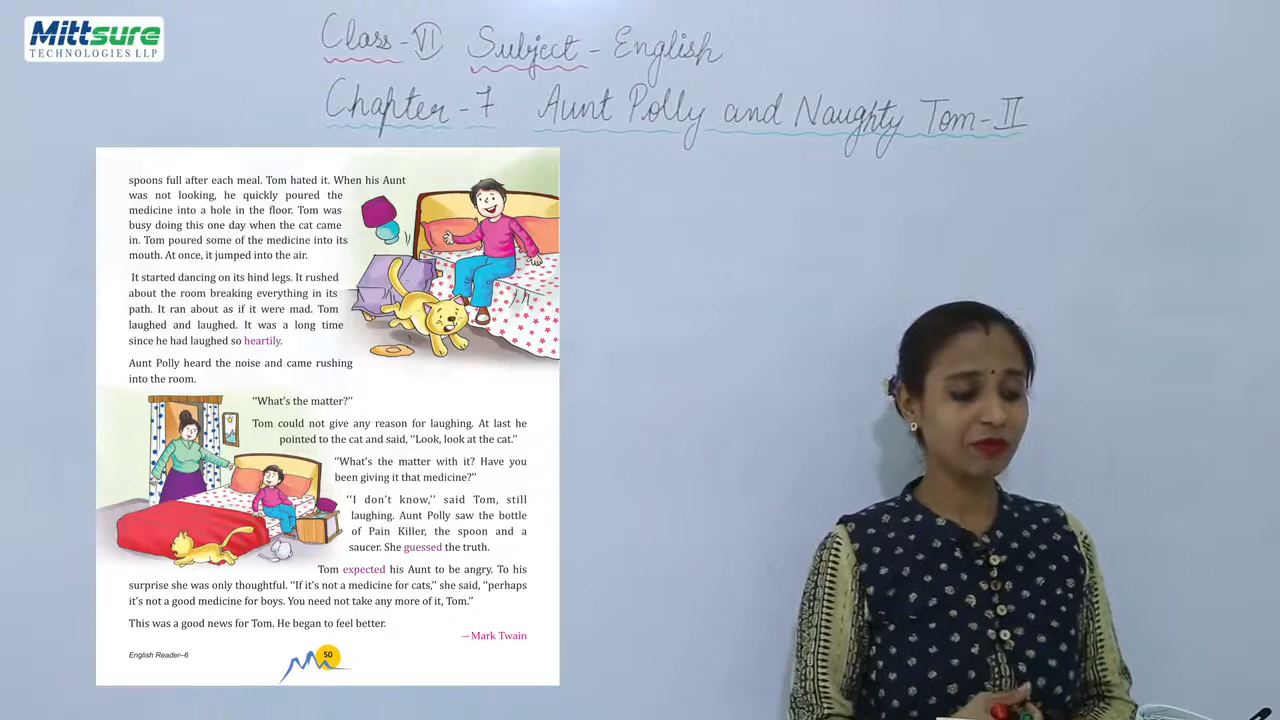 Mittsure
TECHNOLOGIES LLP
Class - VI Subject - English
Chapter - 7 Aunt Polly and Naughty Tom - II
spoons full after each meal. Tom hated it. When his Aunt
was not looking, he quickly poured the
medicine into a hole in the floor. Tom was
busy doing this one day when the cat came
in. Tom poured some of the medicine into its
mouth. At once, it jumped into the air.
It started dancing on its hind legs. It rushed
about the room breaking everything in its
path. It ran about as if it were mad. Tom
laughed and laughed. It was a long time
since he had laughed so heartily.
Aunt Polly heard the noise and came rushing
into the room.
"What's the matter?"
Tom could not give any reason for laughing. At last he
pointed to the cat and said, "Look, look at the cat."
"What's the matter with it? Have you
been giving it that medicine?"
"I don't know," said Tom, still
laughing. Aunt Polly saw the bottle
of Pain Killer, the spoon and a
saucer. She guessed the truth.
Tom expected his Aunt to be angry. To his
surprise she was only thoughtful. "If it's not a medicine for cats," she said, "perhaps
it's not a good medicine for boys. You need not take any more of it, Tom."
This was a good news for Tom. He began to feel better.
—Mark Twain
English Reader–6
50